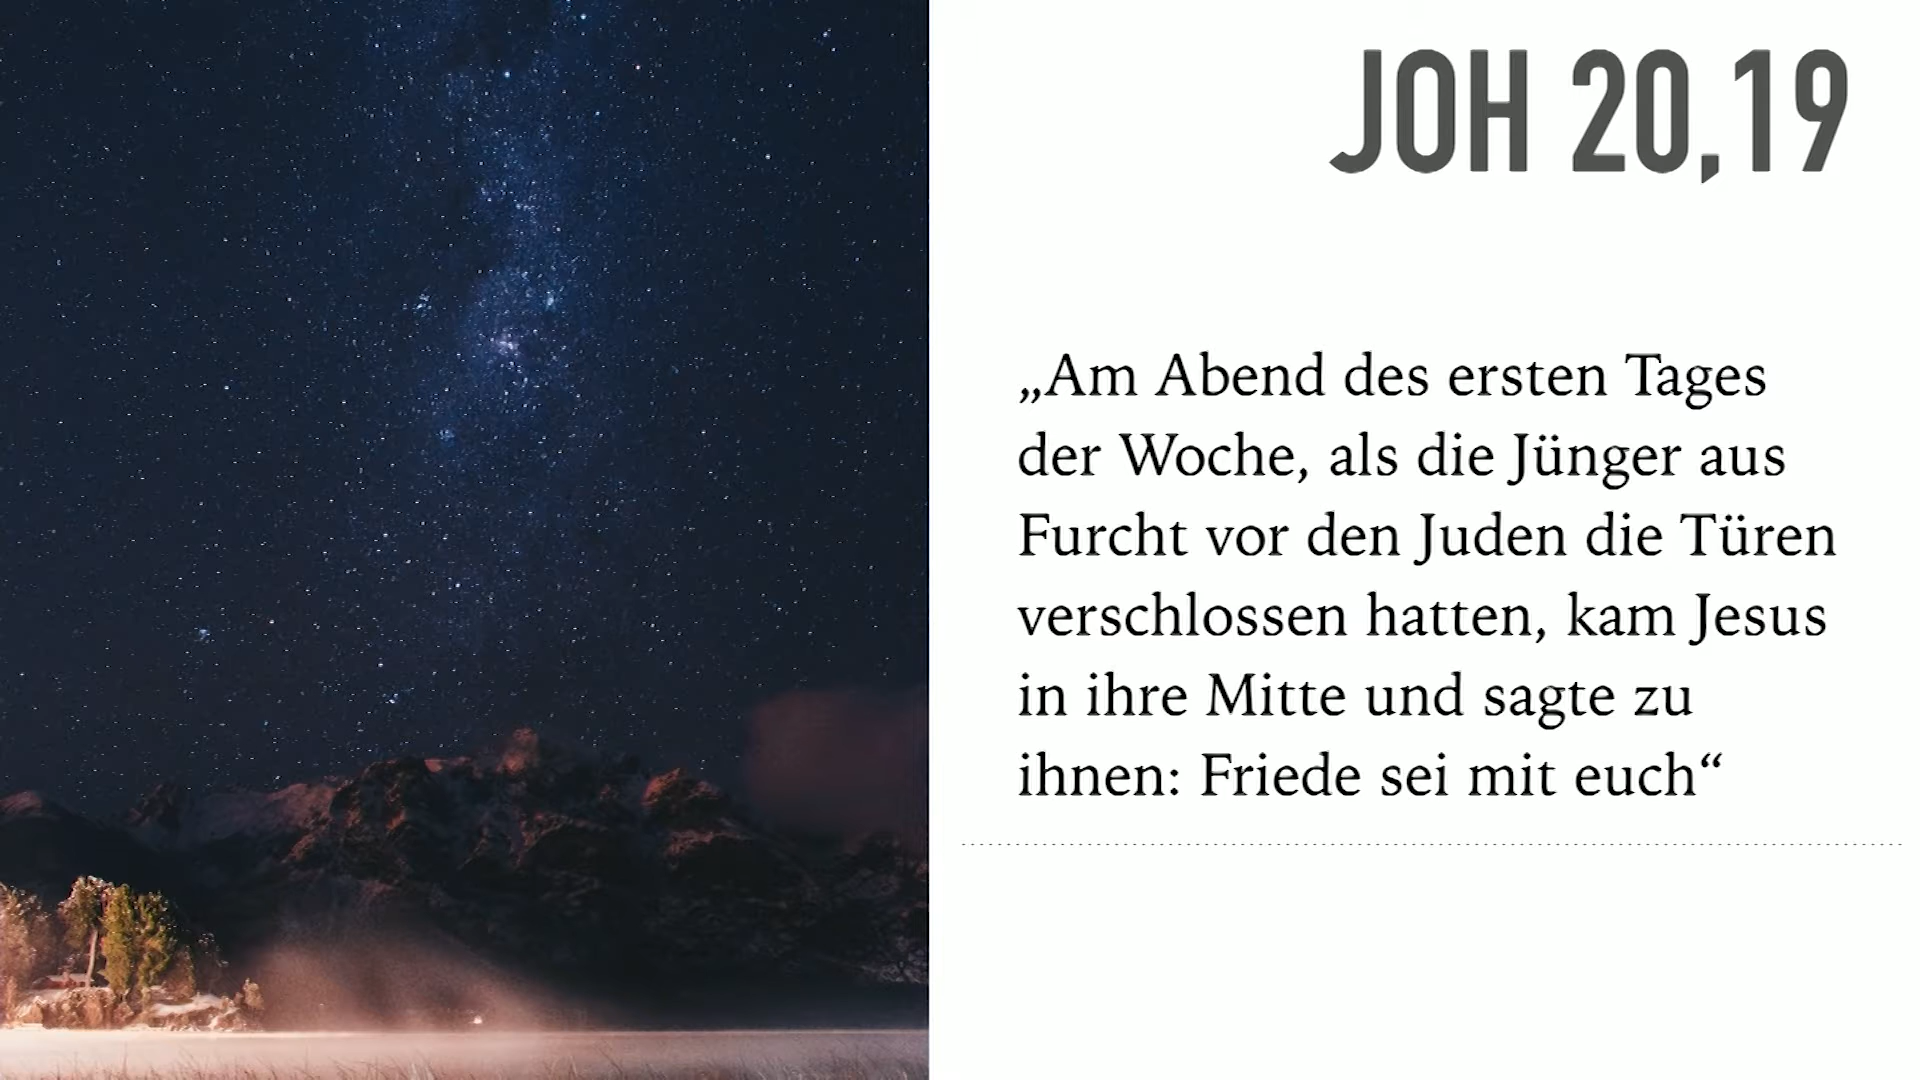 JOH 20,19
„Am Abend des ersten Tages
der Woche, als die Jünger aus
Furcht vor den Juden die Türen
verschlossen hatten, kam Jesus
in ihre Mitte und sagte zu
ihnen: Friede sei mit euch“